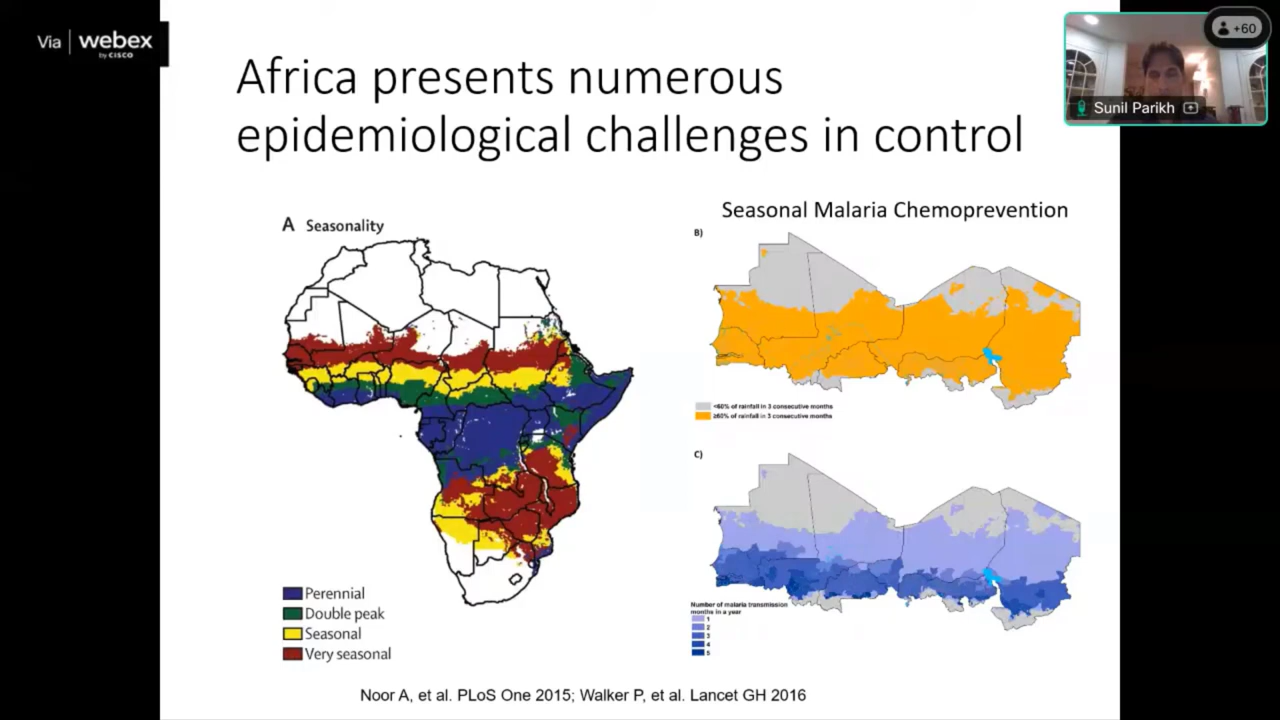 Via webex
by CISCO
+60
Sunil Parikh
Africa presents numerous
epidemiological challenges in control
A Seasonality
Perennial
Double peak
Seasonal
Very seasonal
Seasonal Malaria Chemoprevention
B)
<60% of rainfall in 3 consecutive months
≥60% of rainfall in 3 consecutive months
C)
Number of malaria transmission
months in a year
1
2
3
4
5
Noor A, et al. PLoS One 2015; Walker P, et al. Lancet GH 2016